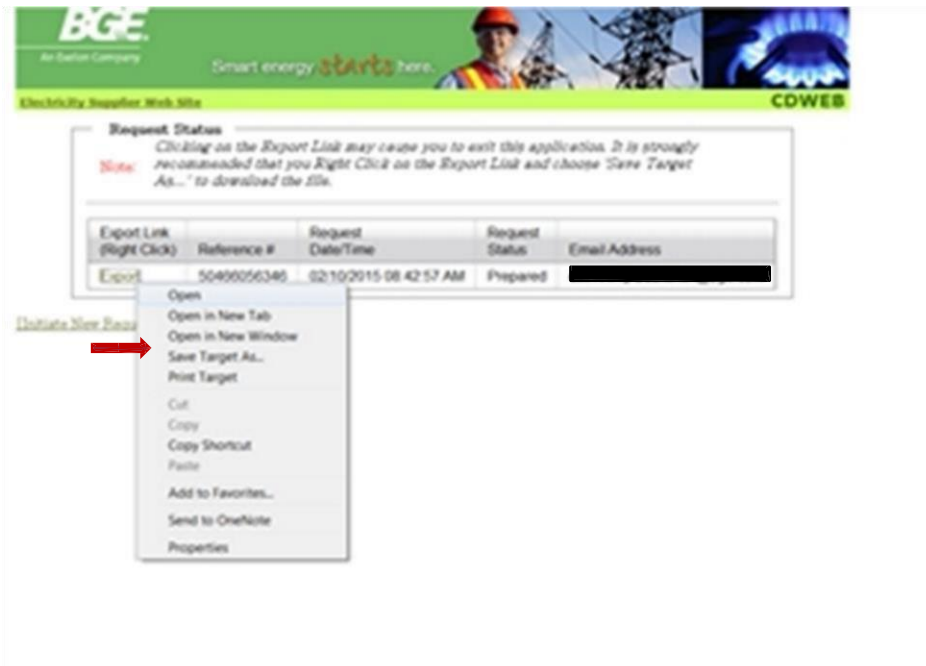 BGE.
An Exelon Company
Smart energy starts here.
Electricity Supplier Web Site
CDWEB
Request Status
Note: Clicking on the Export Link may cause you to exit this application. It is strongly
recommended that you Right Click on the Export Link and choose 'Save Target
As...' to download the file.
Export Link (Right Click) Reference # Request Date/Time Request Status Email Address
Export 50466056346 02/10/2015 08:42:57 AM Prepared
Initiate New
Open
Open in New Tab
Open in New Window
Save Target As...
Print Target
Cut
Copy
Copy Shortcut
Paste
Add to Favorites...
Send to OneNote
Properties